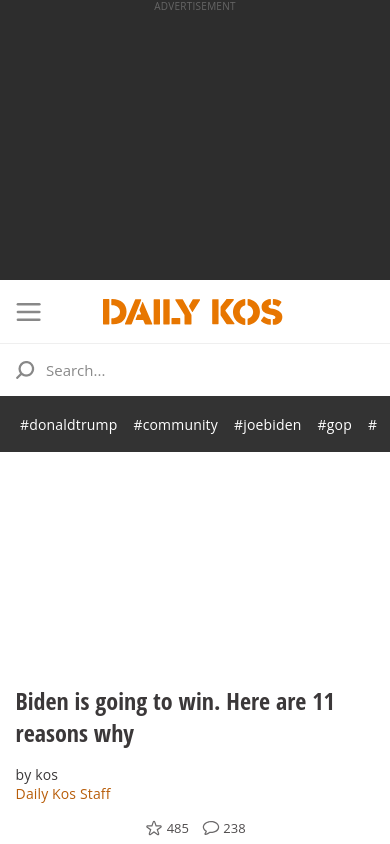 ADVERTISEMENT
DAILY KOS
Search...
#donaldtrump #community #joebiden #gop #
Biden is going to win. Here are 11
reasons why
by kos
Daily Kos Staff
485 238